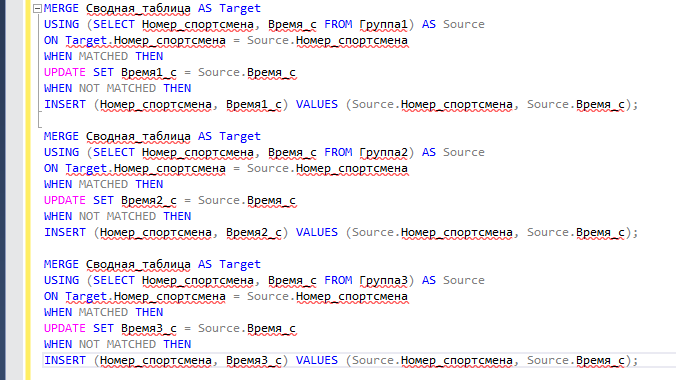 MERGE Сводная_таблица AS Target
USING (SELECT Номер_спортсмена, Время_с FROM Группа1) AS Source
ON Target.Номер_спортсмена = Source.Номер_спортсмена
WHEN MATCHED THEN
UPDATE SET Время1_с = Source.Время_с
WHEN NOT MATCHED THEN
INSERT (Номер_спортсмена, Время1_с) VALUES (Source.Номер_спортсмена, Source.Время_с);
MERGE Сводная_таблица AS Target
USING (SELECT Номер_спортсмена, Время_с FROM Группа2) AS Source
ON Target.Номер_спортсмена = Source.Номер_спортсмена
WHEN MATCHED THEN
UPDATE SET Время2_с = Source.Время_с
WHEN NOT MATCHED THEN
INSERT (Номер_спортсмена, Время2_с) VALUES (Source.Номер_спортсмена, Source.Время_с);
MERGE Сводная_таблица AS Target
USING (SELECT Номер_спортсмена, Время_с FROM Группа3) AS Source
ON Target.Номер_спортсмена = Source.Номер_спортсмена
WHEN MATCHED THEN
UPDATE SET Время3_с = Source.Время_с
WHEN NOT MATCHED THEN
INSERT (Номер_спортсмена, Время3_с) VALUES (Source.Номер_спортсмена, Source.Время_с);